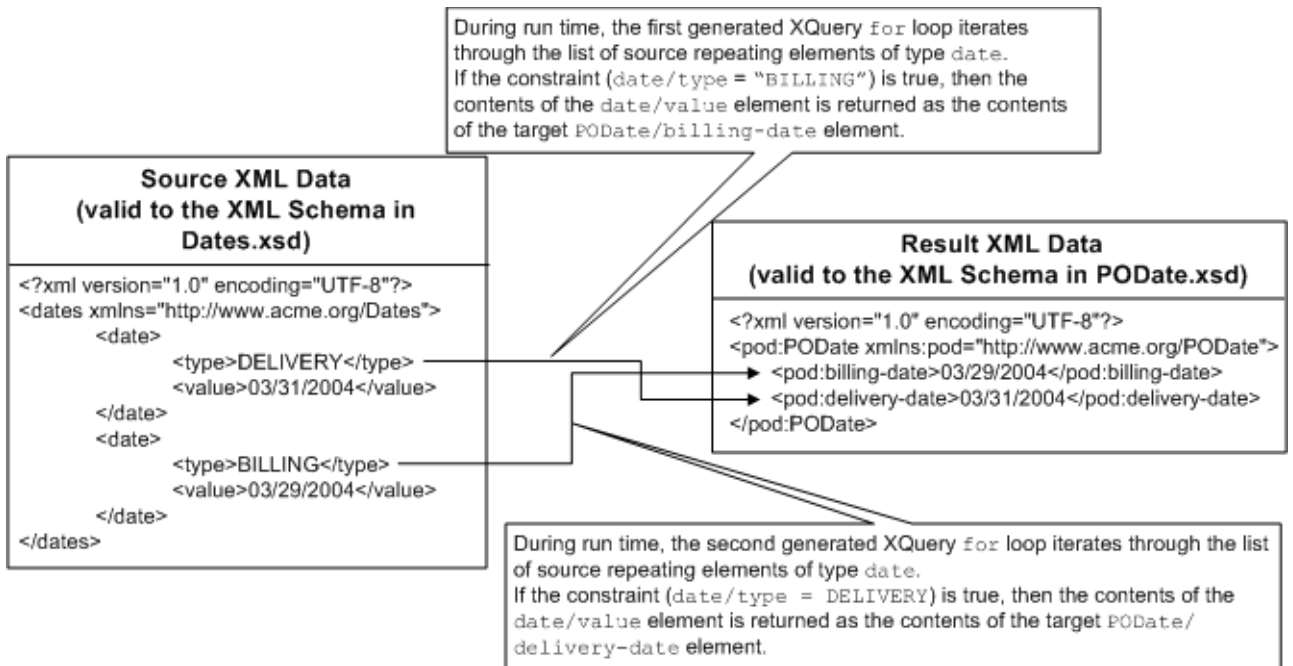 During run time, the first generated XQuery for loop iterates
through the list of source repeating elements of type date.
If the constraint (date/type = “BILLING”) is true, then the
contents of the date/value element is returned as the contents
of the target PODate/billing-date element.
Source XML Data
(valid to the XML Schema in
Dates.xsd)
<?xml version="1.0" encoding="UTF-8"?>
<dates xmlns="http://www.acme.org/Dates">
<date>
<type>DELIVERY</type>
<value>03/31/2004</value>
</date>
<date>
<type>BILLING</type>
<value>03/29/2004</value>
</date>
</dates>
Result XML Data
(valid to the XML Schema in PODate.xsd)
<?xml version="1.0" encoding="UTF-8"?>
<pod:PODate xmlns:pod="http://www.acme.org/PODate">
<pod:billing-date>03/29/2004</pod:billing-date>
<pod:delivery-date>03/31/2004</pod:delivery-date>
</pod:PODate>
During run time, the second generated XQuery for loop iterates through the list
of source repeating elements of type date.
If the constraint (date/type = DELIVERY) is true, then the contents of the
date/value element is returned as the contents of the target PODate/
delivery-date element.